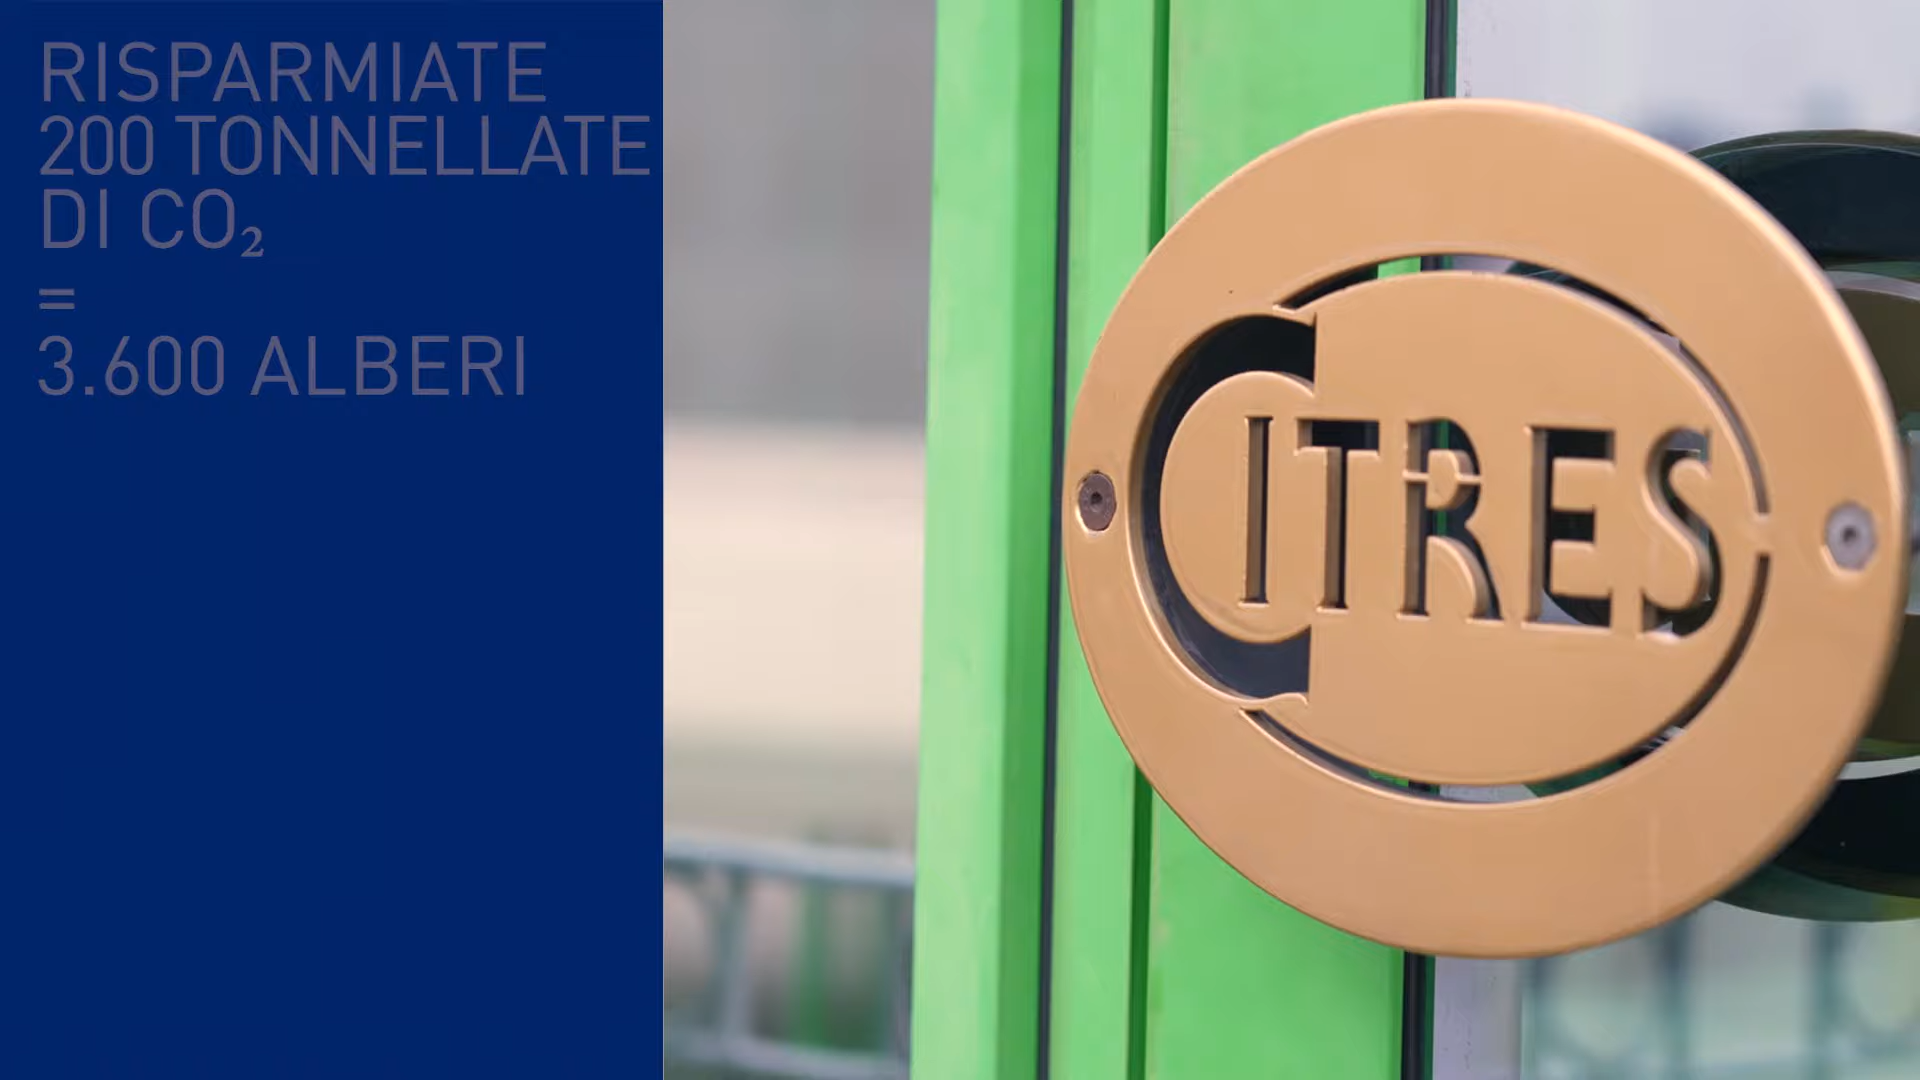 RISPARMIATE
200 TONNELLATE
DI CO₂
=
3.600 ALBERI
CITRES